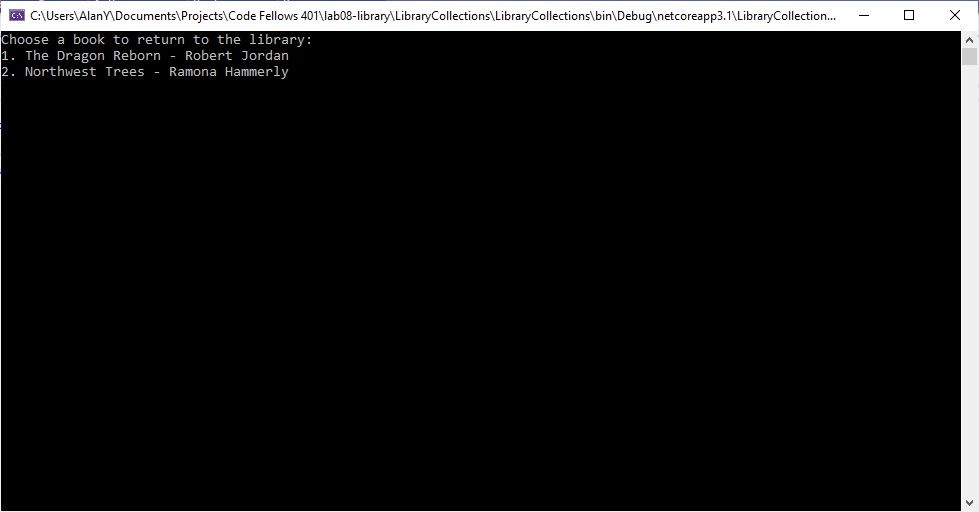 C:\Users\AlanY\Documents\Projects\Code Fellows 401\lab08-library\LibraryCollections\LibraryCollections\bin\Debug\netcoreapp3.1\LibraryCollection...
Choose a book to return to the library:
1. The Dragon Reborn - Robert Jordan
2. Northwest Trees - Ramona Hammerly